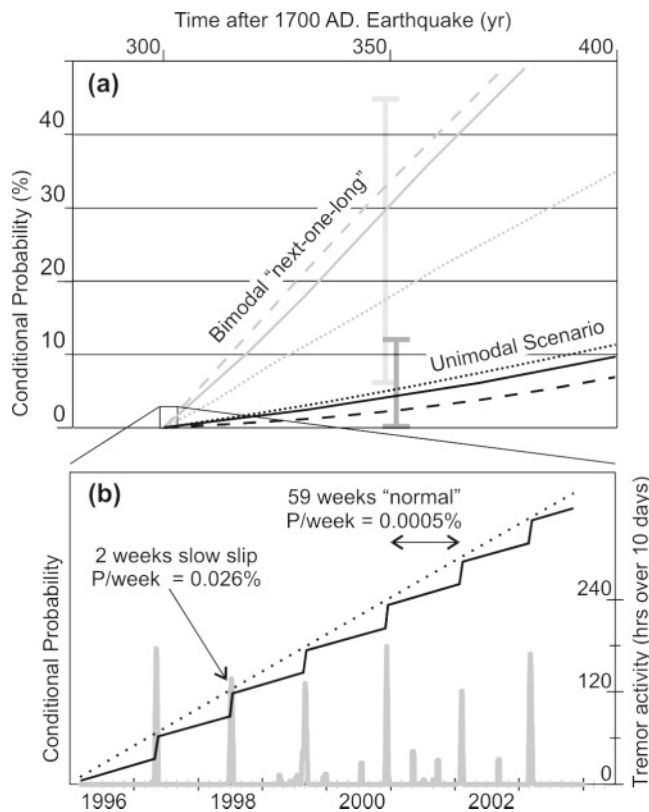 Time after 1700 AD. Earthquake (yr)
300 350 400
(a)
40
30
20
10
0
Conditional Probability (%)
Bimodal "next-one-long"
Unimodal Scenario
(b)
59 weeks "normal"
P/week = 0.0005%
2 weeks slow slip
P/week = 0.026%
Conditional Probability
240
120
0
Tremor activity (hrs over 10 days)
1996 1998 2000 2002